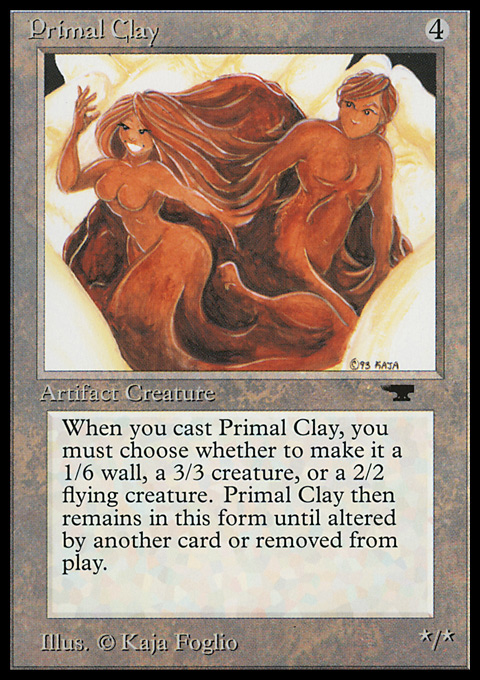 Primal Clay
4
©93 KAJA
Artifact Creature
When you cast Primal Clay, you
must choose whether to make it a
1/6 wall, a 3/3 creature, or a 2/2
flying creature. Primal Clay then
remains in this form until altered
by another card or removed from
play.
Illus. © Kaja Foglio
*/*